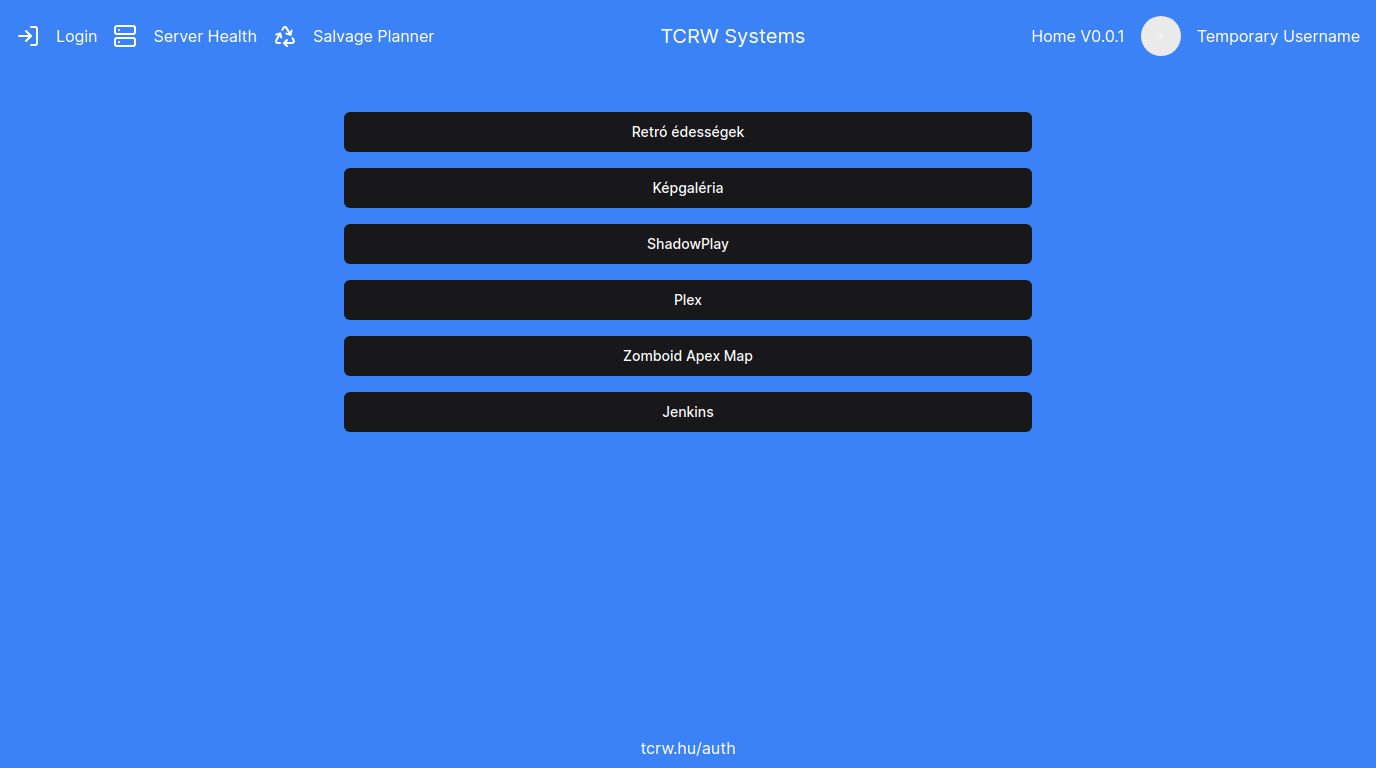 Login Server Health Salvage Planner TCRW Systems Home V0.0.1 Temporary Username
Retró édességek
Képgaléria
ShadowPlay
Plex
Zomboid Apex Map
Jenkins
tcrw.hu/auth